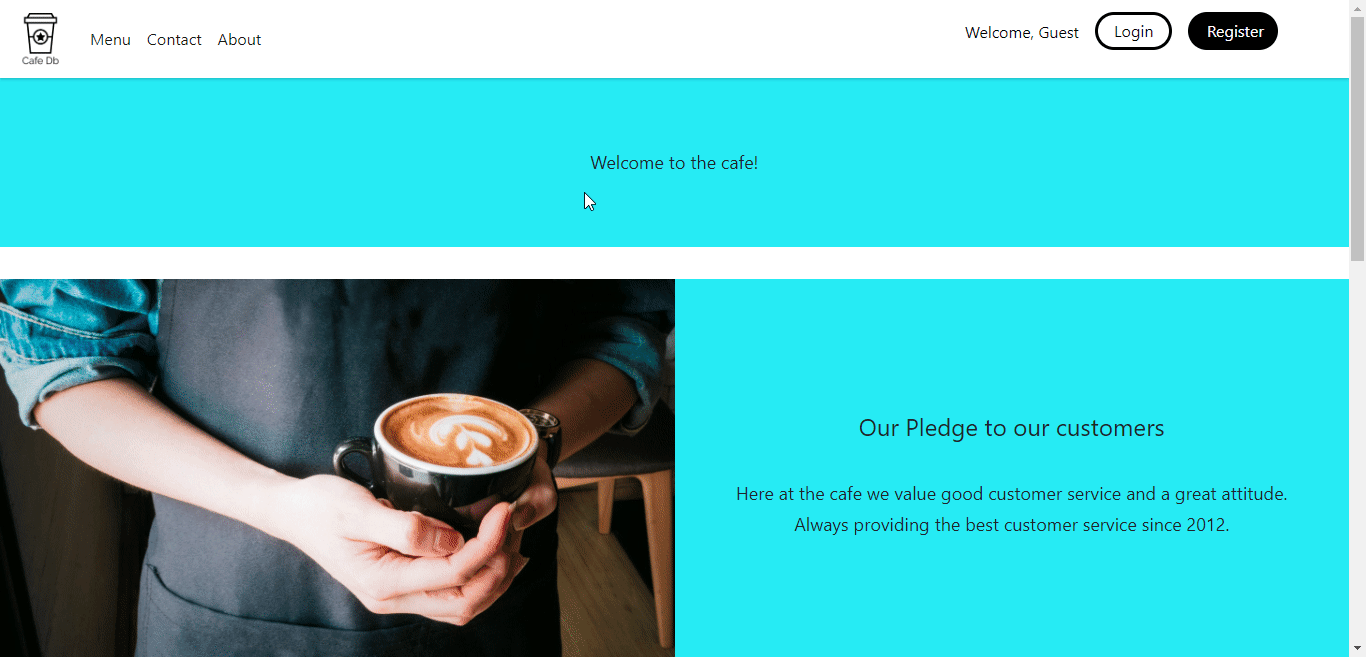 Cafe Db
Menu Contact About
Welcome, Guest Login Register
Welcome to the cafe!
Our Pledge to our customers
Here at the cafe we value good customer service and a great attitude.
Always providing the best customer service since 2012.